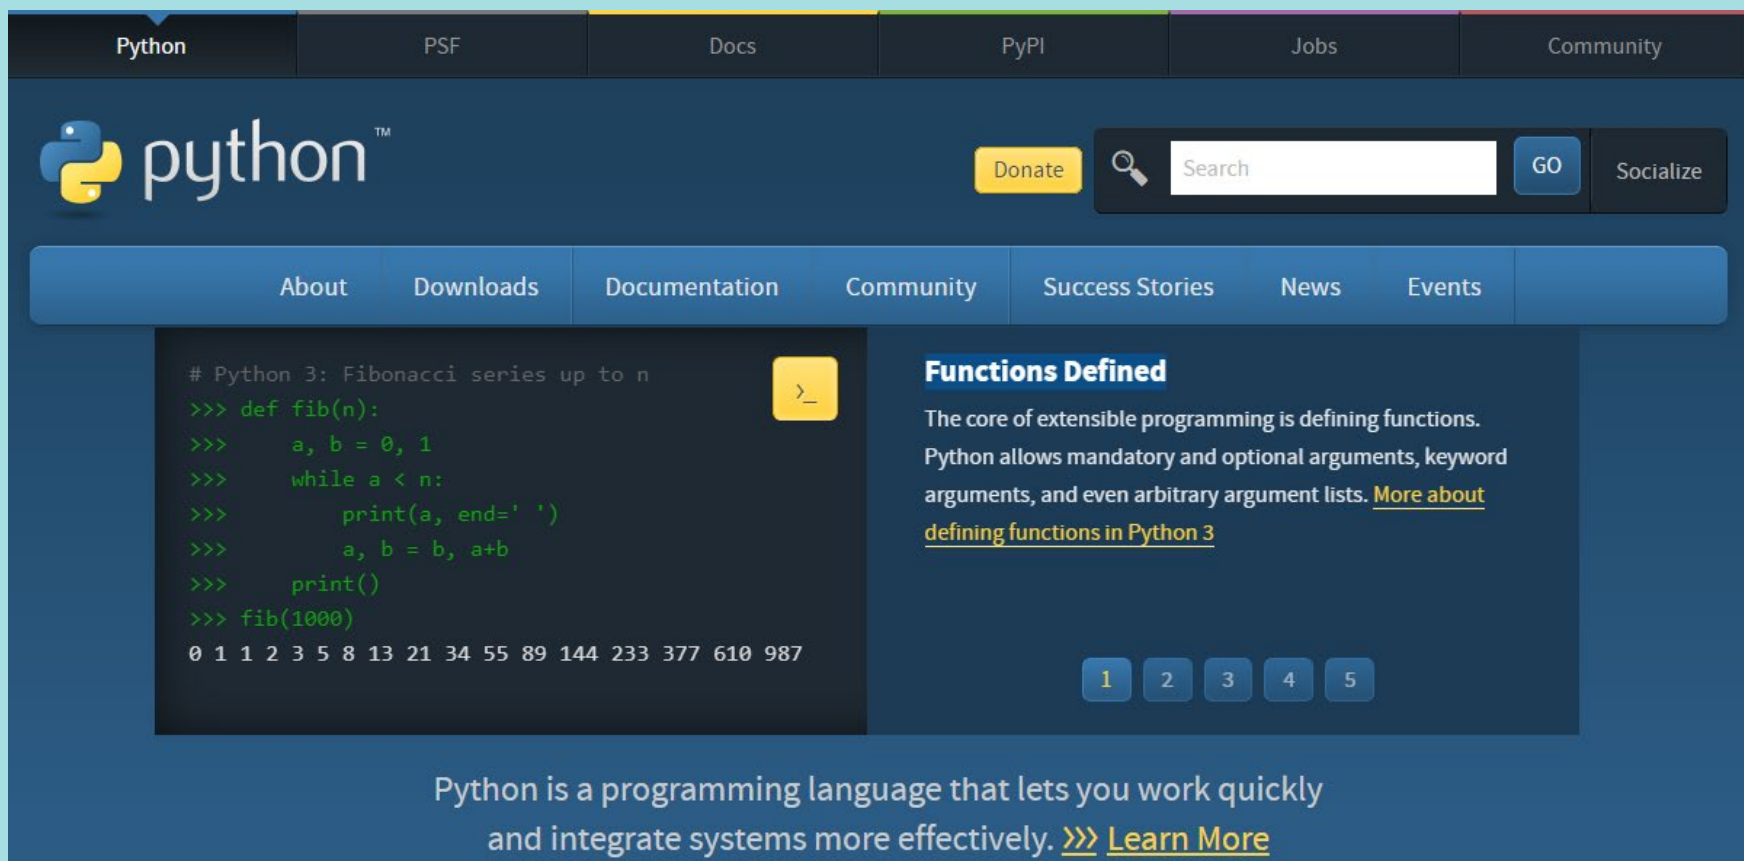 Python PSF Docs PyPI Jobs Community
python™
Donate Search GO Socialize
About Downloads Documentation Community Success Stories News Events
# Python 3: Fibonacci series up to n
>>> def fib(n):
>>>     a, b = 0, 1
>>>     while a < n:
>>>         print(a, end=' ')
>>>         a, b = b, a+b
>>>     print()
>>> fib(1000)
0 1 1 2 3 5 8 13 21 34 55 89 144 233 377 610 987
>_
Functions Defined
The core of extensible programming is defining functions.
Python allows mandatory and optional arguments, keyword
arguments, and even arbitrary argument lists. More about
defining functions in Python 3
1 2 3 4 5
Python is a programming language that lets you work quickly
and integrate systems more effectively. >>> Learn More